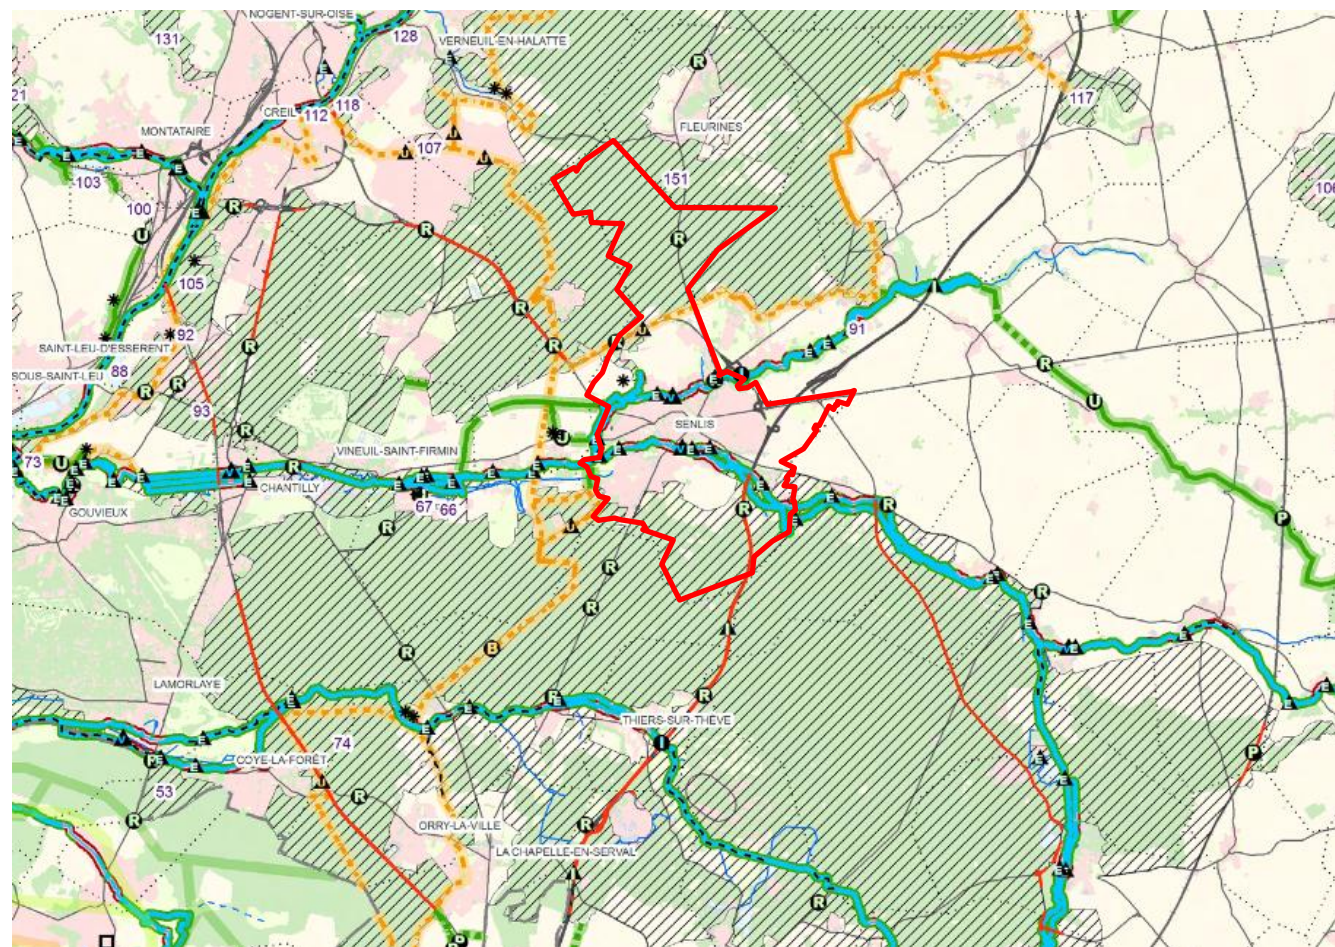 NOGENT-SUR-OISE
128
131
VERNEUIL-EN-HALATTE
21
117
118
112
CREIL
FLEURINES
MONTATAIRE
107
103
151
100
105
92
91
SAINT-LEU-D'ESSERENT
88
SOUS-SAINT-LEU
93
SENLIS
VINEUIL-SAINT-FIRMIN
73
CHANTILLY
67
66
GOUVIEUX
LAMORLAYE
THIERS-SUR-THÈVE
74
COYE-LA-FORÊT
53
ORRY-LA-VILLE
LA CHAPELLE-EN-SERVAL